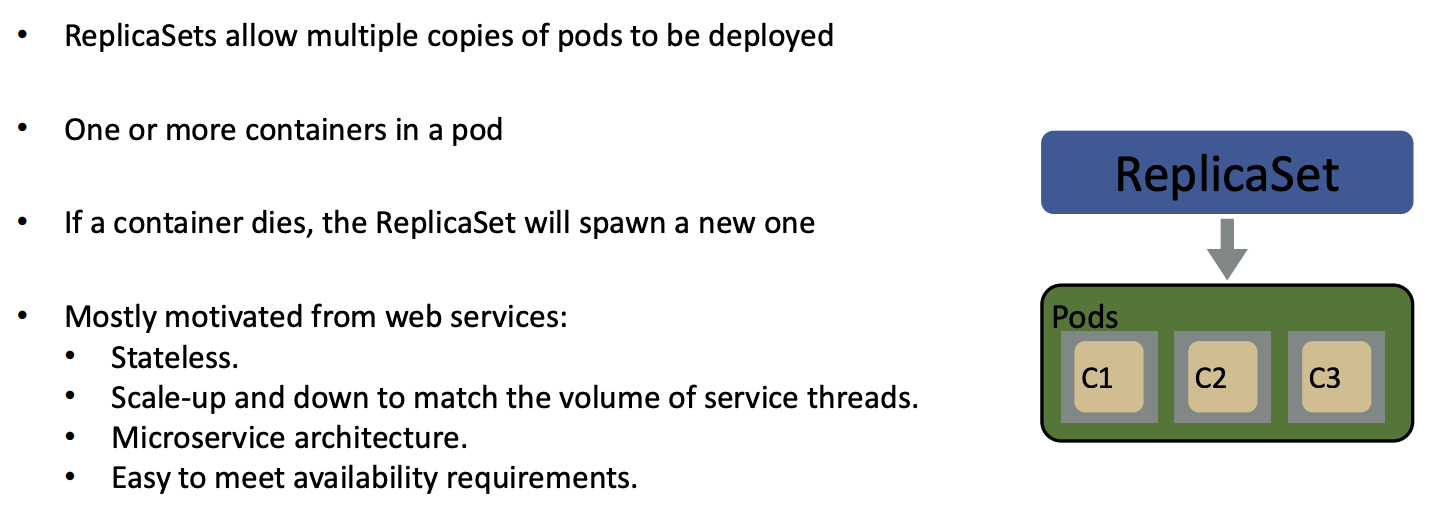 • ReplicaSets allow multiple copies of pods to be deployed
• One or more containers in a pod
• If a container dies, the ReplicaSet will spawn a new one
• Mostly motivated from web services:
• Stateless.
• Scale-up and down to match the volume of service threads.
• Microservice architecture.
• Easy to meet availability requirements.
ReplicaSet
Pods
C1 C2 C3